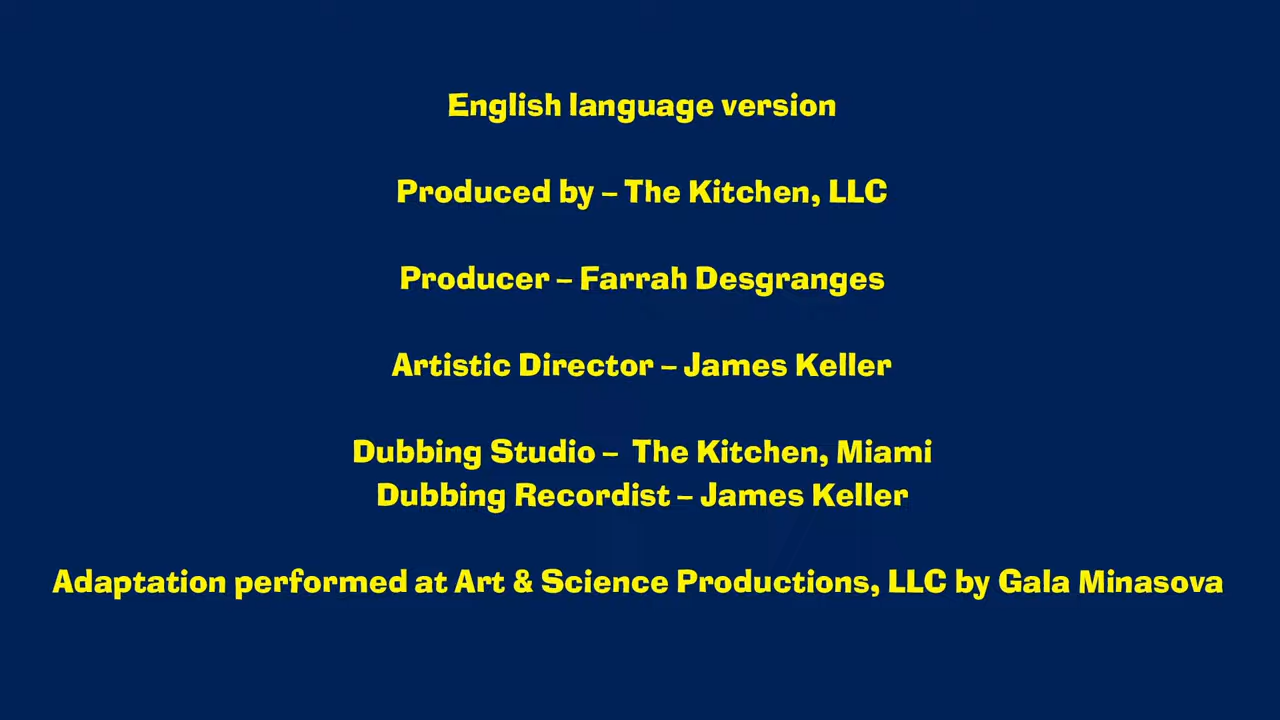 English language version
Produced by – The Kitchen, LLC
Producer – Farrah Desgranges
Artistic Director – James Keller
Dubbing Studio – The Kitchen, Miami
Dubbing Recordist – James Keller
Adaptation performed at Art & Science Productions, LLC by Gala Minasova